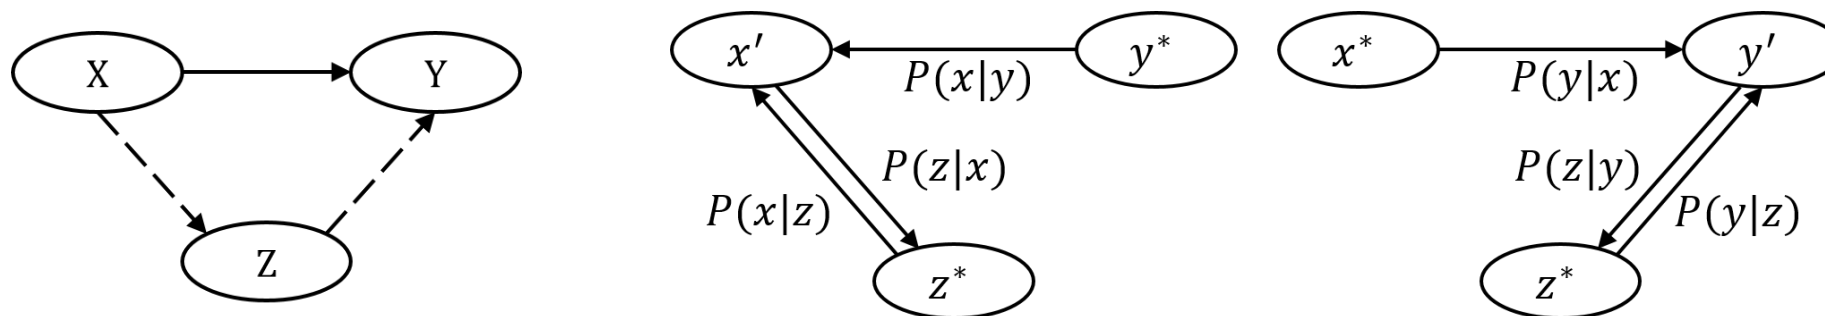 X
Y
Z
x′
y*
P(x|y)
P(z|x)
P(x|z)
z*
x*
y′
P(y|x)
P(z|y)
P(y|z)
z*